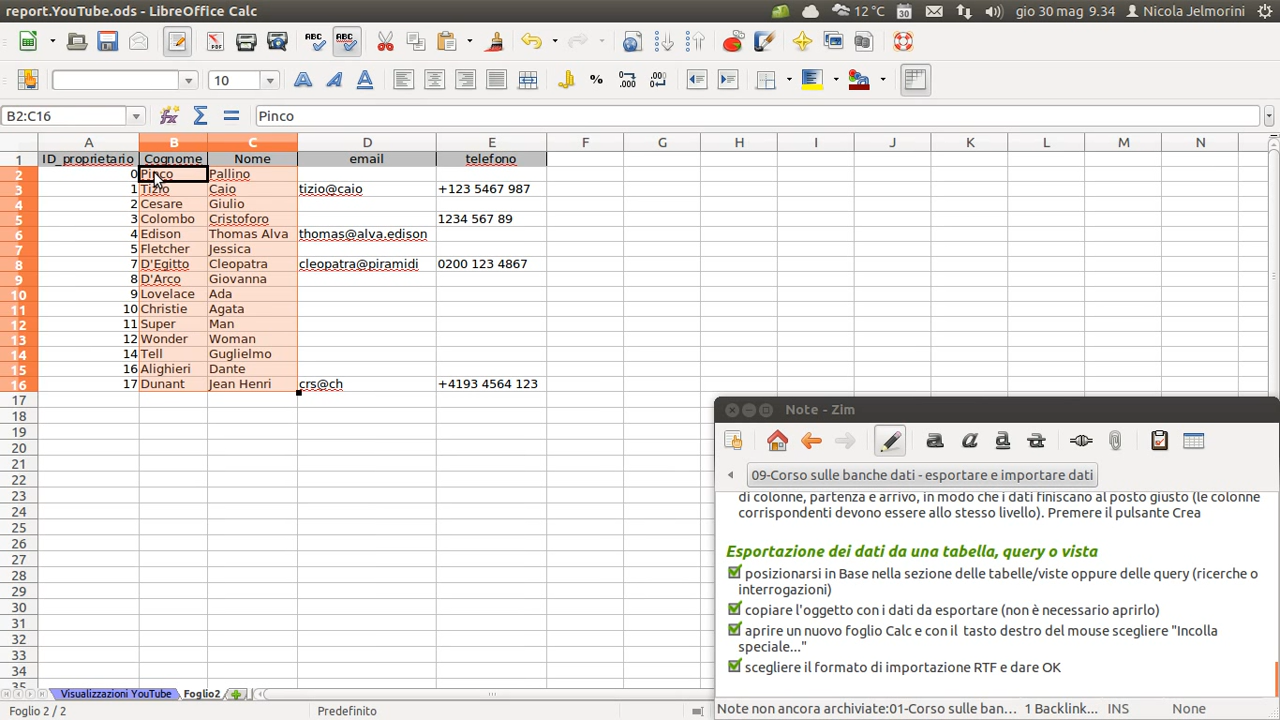 report.YouTube.ods - LibreOffice Calc
12 °C
30
gio 30 mag 9.34
Nicola Jelmorini
10
B2:C16
Pinco
A B C D E F G H I J K L M N
1 ID_proprietario Cognome Nome email telefono
2 0 Pinco Pallino
3 1 Tizio Caio tizio@caio +123 5467 987
4 2 Cesare Giulio
5 3 Colombo Cristoforo 1234 567 89
6 4 Edison Thomas Alva thomas@alva.edison
7 5 Fletcher Jessica
8 7 D'Egitto Cleopatra cleopatra@piramidi 0200 123 4867
9 8 D'Arco Giovanna
10 9 Lovelace Ada
11 10 Christie Agata
12 11 Super Man
13 12 Wonder Woman
14 14 Tell Guglielmo
15 16 Alighieri Dante
16 17 Dunant Jean Henri crs@ch +4193 4564 123
17
18
19
20
21
22
23
24
25
26
27
28
29
30
31
32
33
34
35
Visualizzazioni YouTube Foglio2
Foglio 2 / 2 Predefinito
Note - Zim
09-Corso sulle banche dati - esportare e importare dati
di colonne, partenza e arrivo, in modo che i dati finiscano al posto giusto (le colonne
corrispondenti devono essere allo stesso livello). Premere il pulsante Crea
Esportazione dei dati da una tabella, query o vista
posizionarsi in Base nella sezione delle tabelle/viste oppure delle query (ricerche o
interrogazioni)
copiare l'oggetto con i dati da esportare (non è necessario aprirlo)
aprire un nuovo foglio Calc e con il tasto destro del mouse scegliere "Incolla
speciale..."
scegliere il formato di importazione RTF e dare OK
Note non ancora archiviate:01-Corso sulle ban... 1 Backlink... INS None